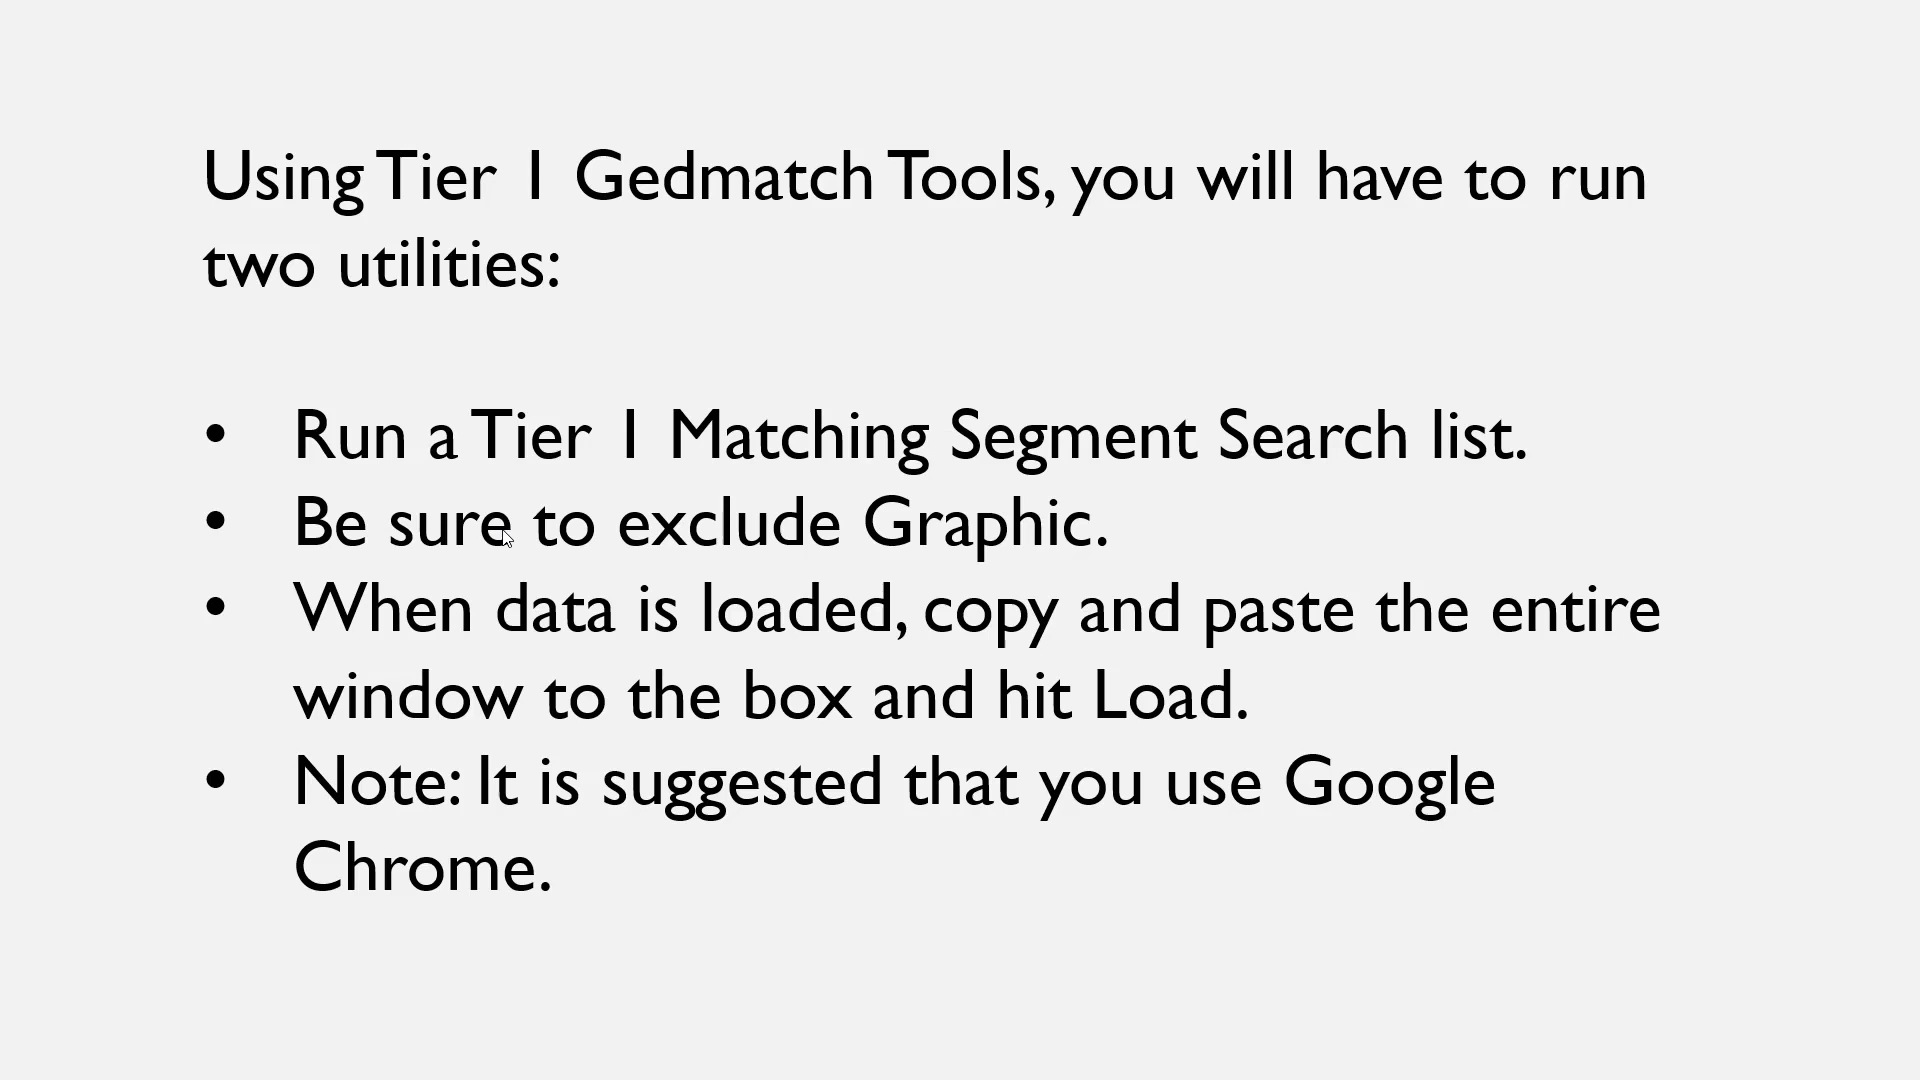 Using Tier 1 Gedmatch Tools, you will have to run
two utilities:
• Run a Tier 1 Matching Segment Search list.
• Be sure to exclude Graphic.
• When data is loaded, copy and paste the entire
window to the box and hit Load.
• Note: It is suggested that you use Google
Chrome.